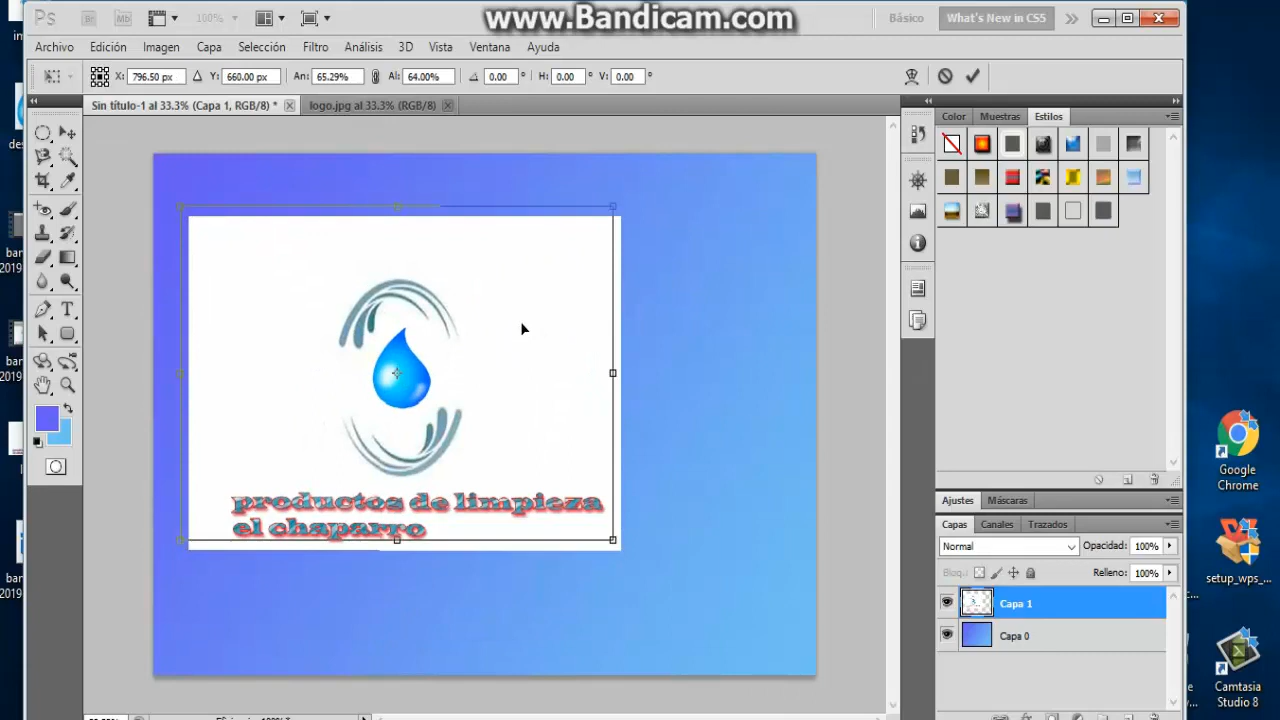 www.Bandicam.com
Ps
Br
Mb
100%
Básico
What's New in CS5
Archivo Edición Imagen Capa Selección Filtro Análisis 3D Vista Ventana Ayuda
X: 796.50 px Y: 660.00 px An: 65.29% Al: 64.00% 0.00 ° H: 0.00 V: 0.00 °
Sin título-1 al 33.3% (Capa 1, RGB/8) *
logo.jpg al 33.3% (RGB/8)
Color Muestras Estilos
productos de limpieza
el chaparro
Ajustes Máscaras
Capas Canales Trazados
Normal Opacidad: 100%
Relleno: 100%
Capa 1
Capa 0
Google
Chrome
setup_wps_...
Camtasia
Studio 8